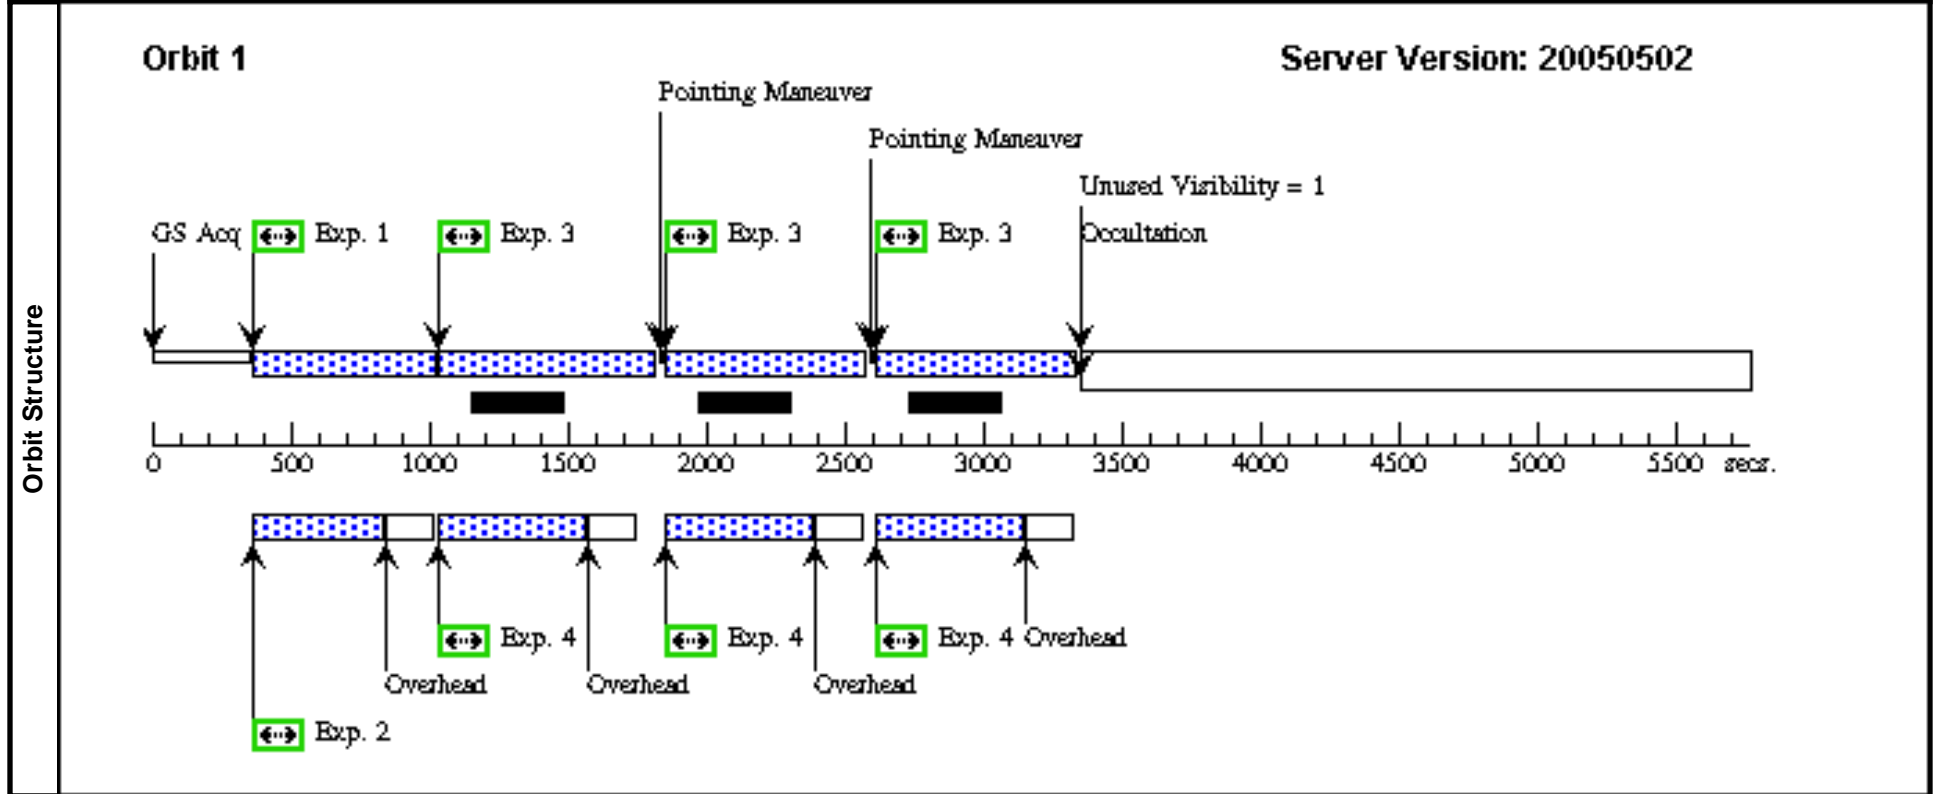 Orbit Structure
Orbit 1
Server Version: 20050502
Pointing Maneuver
Pointing Maneuver
Unused Visibility = 1
GS Acq Exp. 1 Exp. 3 Exp. 3 Exp. 3 Occultation
0 500 1000 1500 2000 2500 3000 3500 4000 4500 5000 5500 secs.
Exp. 4 Exp. 4 Exp. 4 Overhead
Overhead Overhead Overhead
Exp. 2